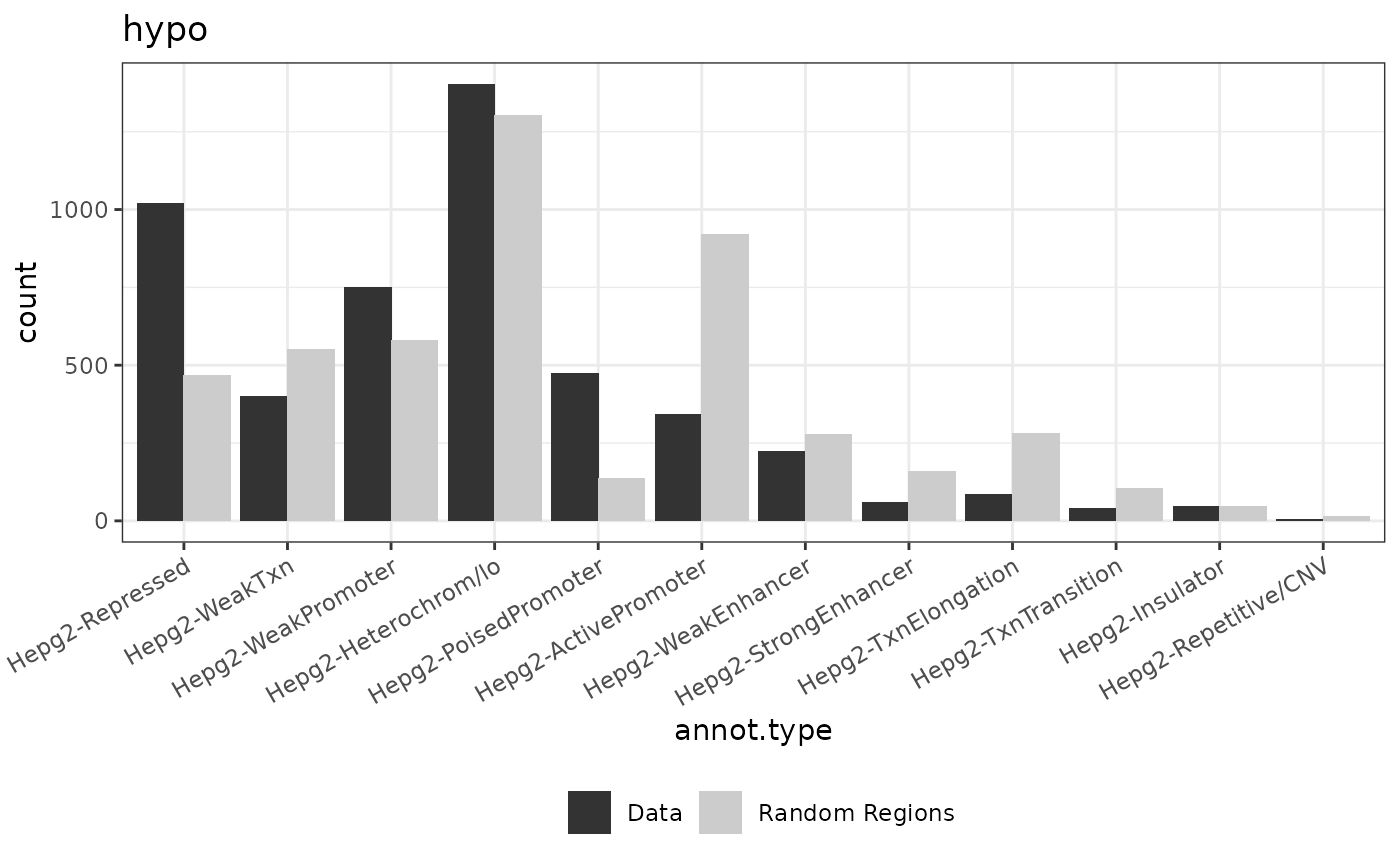 hypo
count
1000
500
0
Hepg2-Repressed
Hepg2-WeakTxn
Hepg2-WeakPromoter
Hepg2-Heterochrom/lo
Hepg2-PoisedPromoter
Hepg2-ActivePromoter
Hepg2-WeakEnhancer
Hepg2-StrongEnhancer
Hepg2-TxnElongation
Hepg2-TxnTransition
Hepg2-Insulator
Hepg2-Repetitive/CNV
annot.type
Data
Random Regions